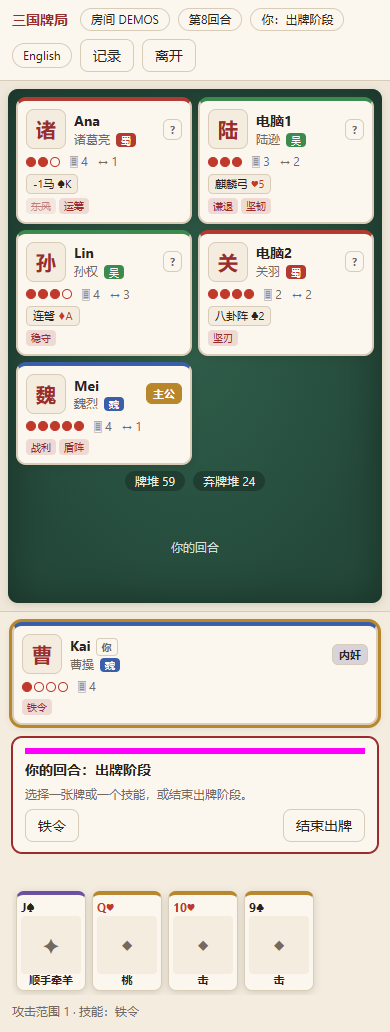 三国牌局 房间 DEMOS 第8回合 你：出牌阶段
English 记录 离开
诸 Ana ?
诸葛亮 蜀
4 ↔ 1
-1马 ♠K
东风 运筹
陆 电脑1 ?
陆逊 吴
3 ↔ 2
麒麟弓 ♥5
谦退 坚韧
孙 Lin ?
孙权 吴
4 ↔ 3
连弩 ♦A
稳守
关 电脑2 ?
关羽 蜀
2 ↔ 2
八卦阵 ♣2
坚刃
魏 Mei 主公
魏烈 魏
4 ↔ 1
战利 盾阵
牌堆 59 弃牌堆 24
你的回合
曹 Kai 你 内奸
曹操 魏
4
铁令
你的回合：出牌阶段
选择一张牌或一个技能，或结束出牌阶段。
铁令 结束出牌
J♠ Q♥ 10♥ 9♣
顺手牵羊 桃 击 击
攻击范围 1 · 技能：铁令